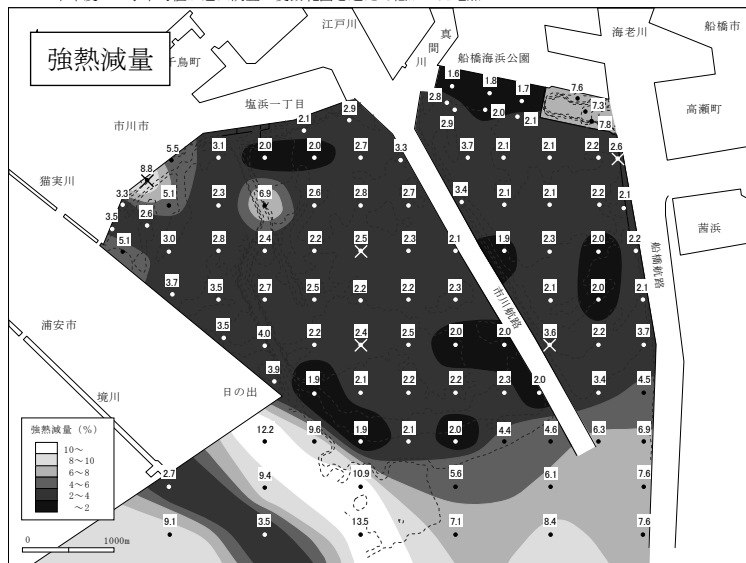 江戸川
真間川
海老川
船橋市
強熱減量
千鳥町
船橋海浜公園
高瀬町
塩浜一丁目
市川市
猫実川
茜浜
船橋航路
市川航路
浦安市
境川
日の出
1.6 1.8 1.7 7.6
2.8 7.3
2.9 2.1 2.9 2.0 2.1 7.8
5.5 3.1 2.0 2.0 2.7 3.3 3.7 2.1 2.1 2.2 2.6
8.8
3.3 5.1 2.3 6.9 2.6 2.8 2.7 3.4 2.1 2.1 2.2 2.1
3.5 2.6
5.1 3.0 2.8 2.4 2.2 2.5 2.3 2.1 1.9 2.3 2.0 2.2
3.7 3.5 2.7 2.5 2.2 2.2 2.3 2.1 2.0 2.1
3.5 4.0 2.2 2.4 2.5 2.0 2.0 3.6 2.2 3.7
3.9 1.9 2.1 2.2 2.2 2.3 2.0 3.4 4.5
12.2 9.6 1.9 2.1 2.0 4.4 4.6 6.3 6.9
2.7 9.4 10.9 5.6 6.1 7.6
9.1 3.5 13.5 7.1 8.4 7.6
強熱減量（%）
10～
8～10
6～8
4～6
2～4
～2
0 1000m